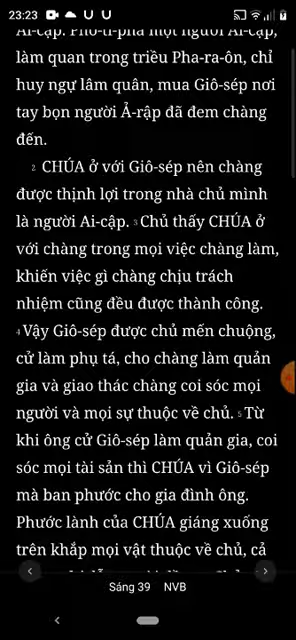 23:23
Ai-cập. Phô-ti-pha một người Ai-cập,
làm quan trong triều Pha-ra-ôn, chỉ
huy ngự lâm quân, mua Giô-sép nơi
tay bọn người Ả-rập đã đem chàng
đến.
2 CHÚA ở với Giô-sép nên chàng
được thịnh lợi trong nhà chủ mình
là người Ai-cập. 3 Chủ thấy CHÚA ở
với chàng trong mọi việc chàng làm,
khiến việc gì chàng chịu trách
nhiệm cũng đều được thành công.
4 Vậy Giô-sép được chủ mến chuộng,
cử làm phụ tá, cho chàng làm quản
gia và giao thác chàng coi sóc mọi
người và mọi sự thuộc về chủ. 5 Từ
khi ông cử Giô-sép làm quản gia, coi
sóc mọi tài sản thì CHÚA vì Giô-sép
mà ban phước cho gia đình ông.
Phước lành của CHÚA giáng xuống
trên khắp mọi vật thuộc về chủ, cả
Sáng 39 NVB